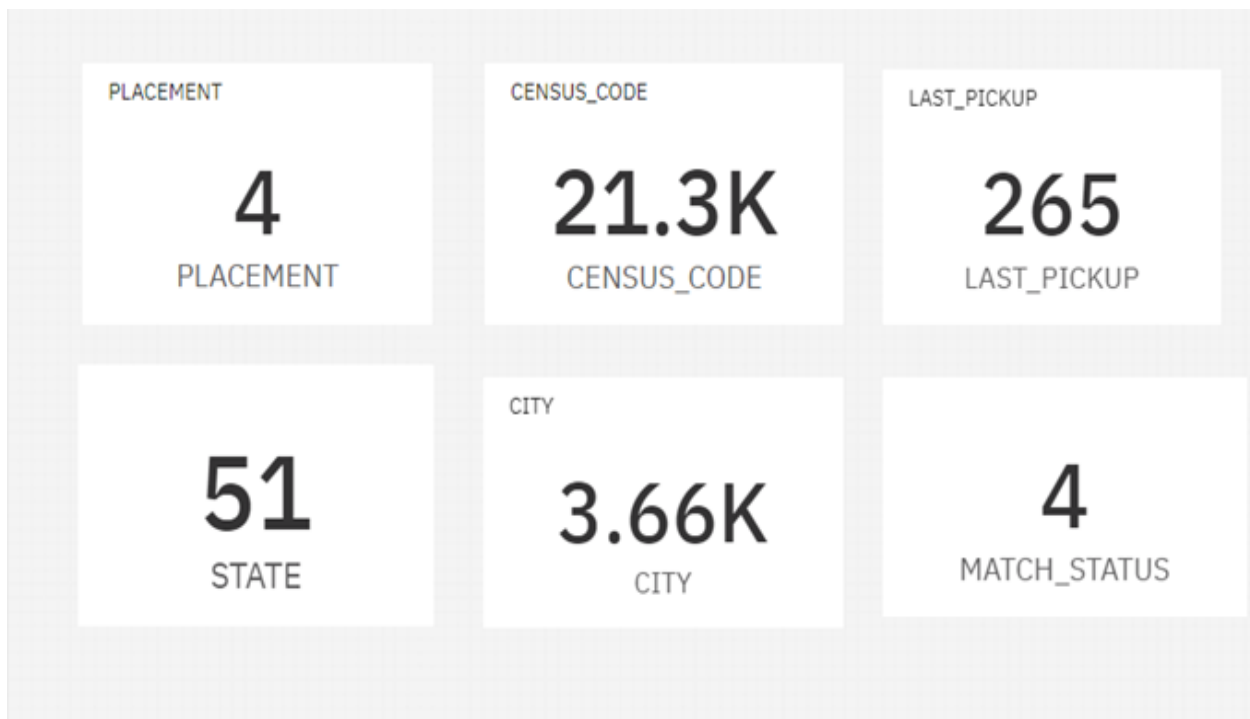 PLACEMENT
4
PLACEMENT
CENSUS_CODE
21.3K
CENSUS_CODE
LAST_PICKUP
265
LAST_PICKUP
51
STATE
CITY
3.66K
CITY
4
MATCH_STATUS